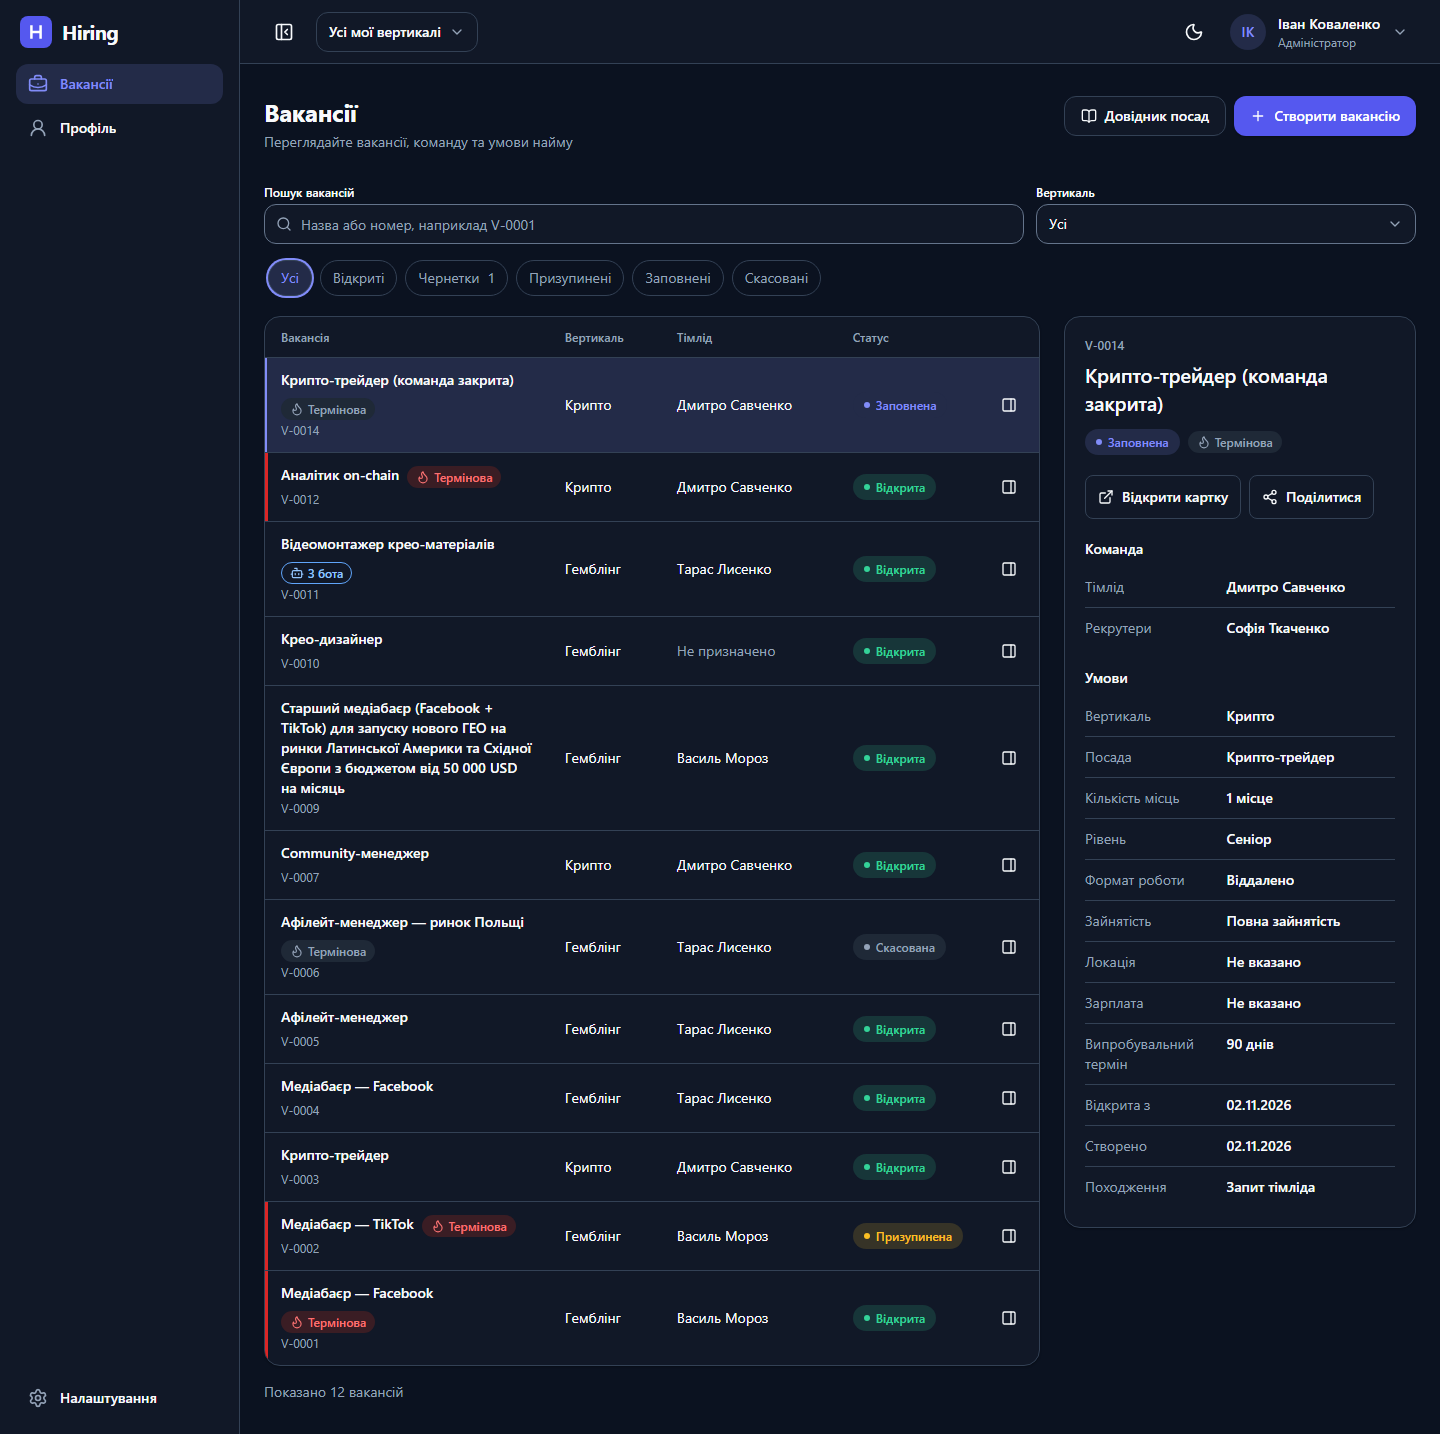 H Hiring
Вакансії
Профіль
Налаштування
Усі мої вертикалі
ІК
Іван Коваленко
Адміністратор
Вакансії
Переглядайте вакансії, команду та умови найму
Довідник посад
Створити вакансію
Пошук вакансій
Назва або номер, наприклад V-0001
Вертикаль
Усі
Усі
Відкриті
Чернетки 1
Призупинені
Заповнені
Скасовані
Вакансія Вертикаль Тімлід Статус
Крипто-трейдер (команда закрита)
Термінова
V-0014
Крипто
Дмитро Савченко
Заповнена
Аналітик on-chain Термінова
V-0012
Крипто
Дмитро Савченко
Відкрита
Відеомонтажер крео-матеріалів
З бота
V-0011
Гемблінг
Тарас Лисенко
Відкрита
Крео-дизайнер
V-0010
Гемблінг
Не призначено
Відкрита
Старший медіабаєр (Facebook +
TikTok) для запуску нового ГЕО на
ринки Латинської Америки та Східної
Європи з бюджетом від 50 000 USD
на місяць
V-0009
Гемблінг
Василь Мороз
Відкрита
Community-менеджер
V-0007
Крипто
Дмитро Савченко
Відкрита
Афілейт-менеджер — ринок Польщі
Термінова
V-0006
Гемблінг
Тарас Лисенко
Скасована
Афілейт-менеджер
V-0005
Гемблінг
Тарас Лисенко
Відкрита
Медіабаєр — Facebook
V-0004
Гемблінг
Тарас Лисенко
Відкрита
Крипто-трейдер
V-0003
Крипто
Дмитро Савченко
Відкрита
Медіабаєр — TikTok Термінова
V-0002
Гемблінг
Василь Мороз
Призупинена
Медіабаєр — Facebook
Термінова
V-0001
Гемблінг
Василь Мороз
Відкрита
Показано 12 вакансій
V-0014
Крипто-трейдер (команда
закрита)
Заповнена Термінова
Відкрити картку
Поділитися
Команда
Тімлід Дмитро Савченко
Рекрутери Софія Ткаченко
Умови
Вертикаль Крипто
Посада Крипто-трейдер
Кількість місць 1 місце
Рівень Сеніор
Формат роботи Віддалено
Зайнятість Повна зайнятість
Локація Не вказано
Зарплата Не вказано
Випробувальний 90 днів
термін
Відкрита з 02.11.2026
Створено 02.11.2026
Походження Запит тімліда